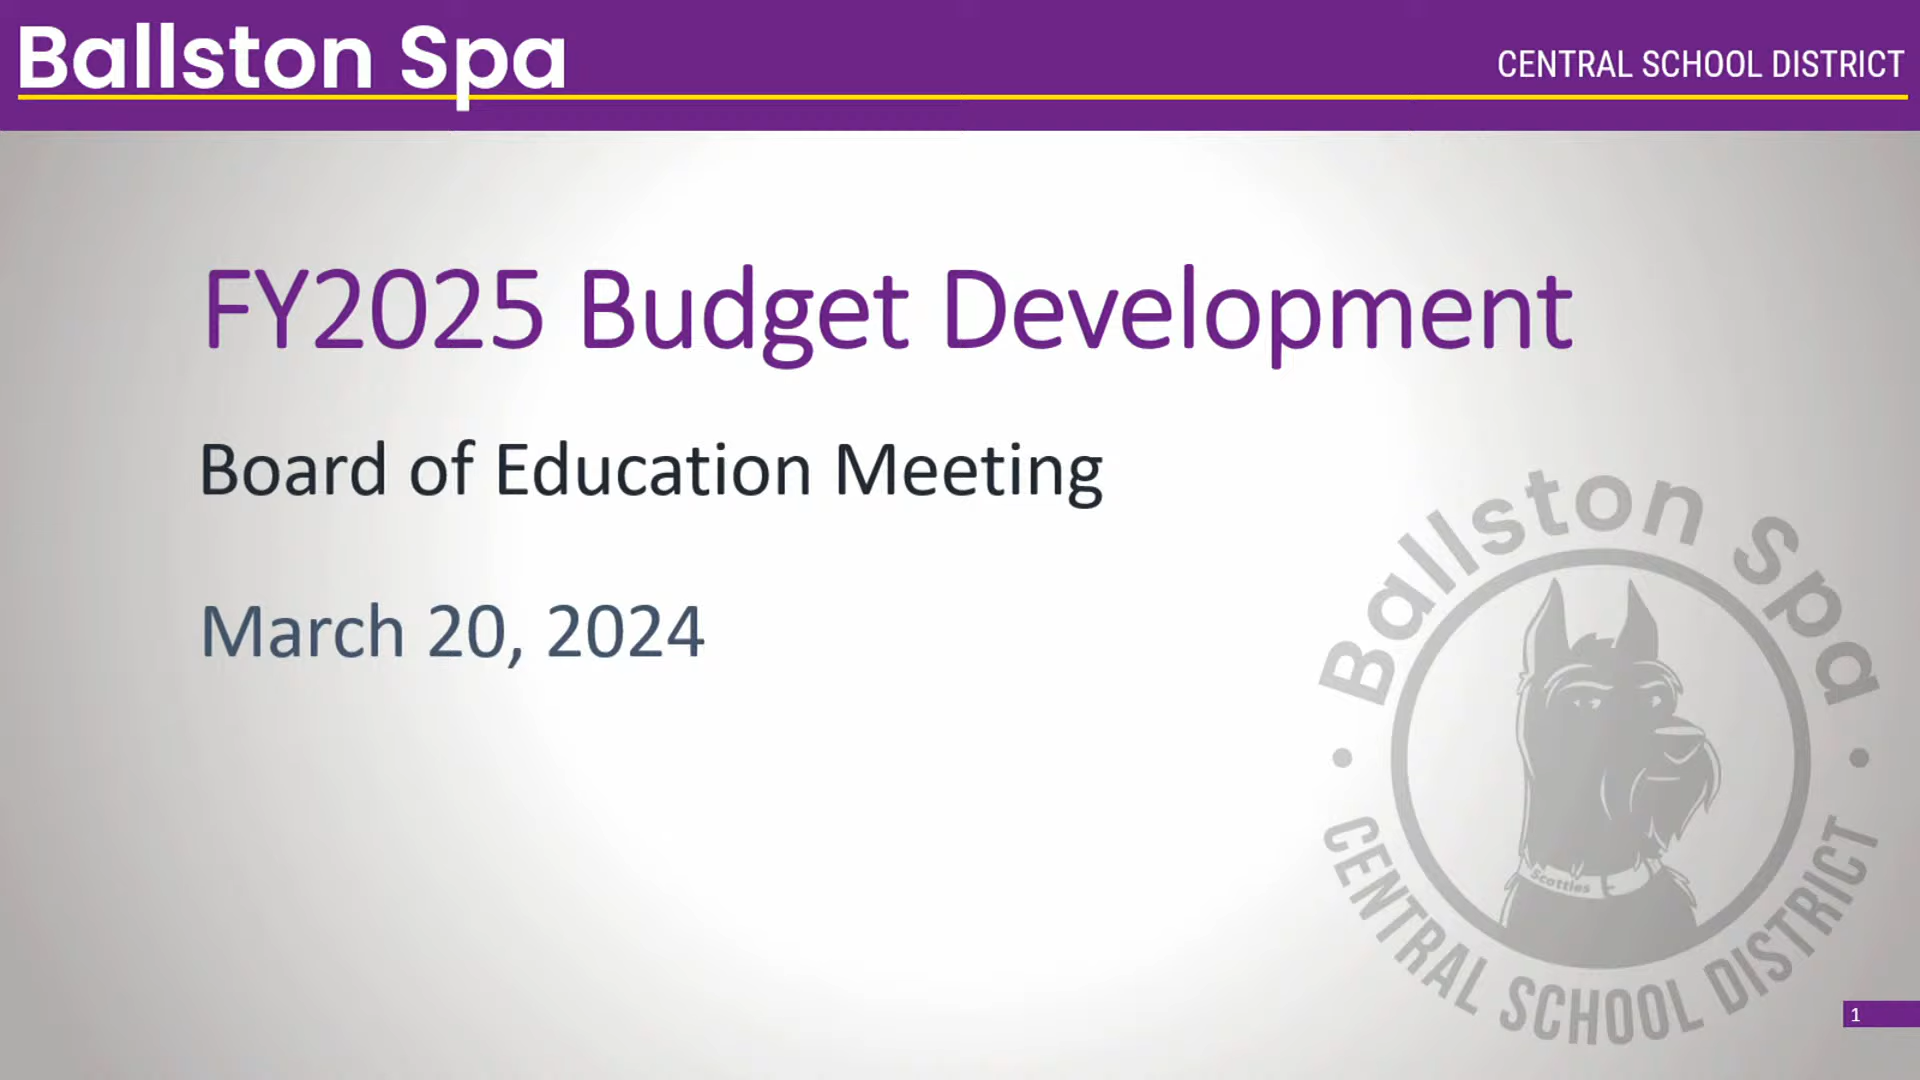 Ballston Spa
CENTRAL SCHOOL DISTRICT
FY2025 Budget Development
Board of Education Meeting
March 20, 2024
Ballston Spa
Scotties
CENTRAL SCHOOL DISTRICT
1